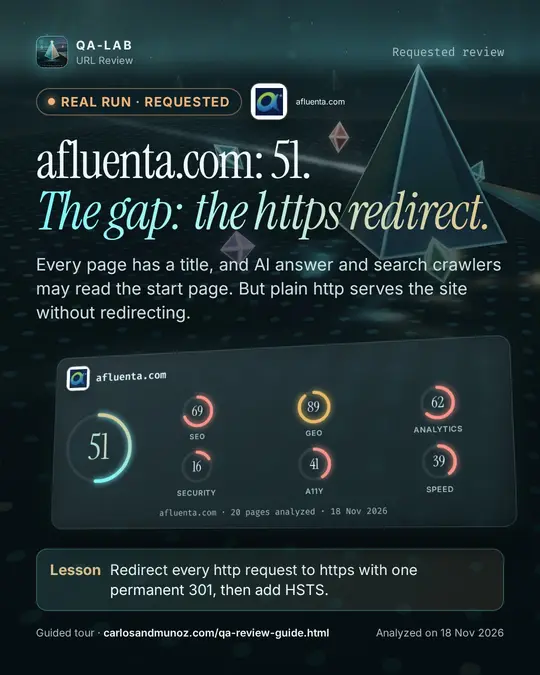 QA-LAB
URL Review
Requested review
REAL RUN · REQUESTED
afluenta.com
afluenta.com: 51.
The gap: the https redirect.
Every page has a title, and AI answer and search crawlers
may read the start page. But plain http serves the site
without redirecting.
afluenta.com
51
69
SEO
89
GEO
62
ANALYTICS
16
SECURITY
41
A11Y
39
SPEED
afluenta.com · 20 pages analyzed · 18 Nov 2026
Lesson Redirect every http request to https with one
permanent 301, then add HSTS.
Guided tour · carlosandmunoz.com/qa-review-guide.html
Analyzed on 18 Nov 2026